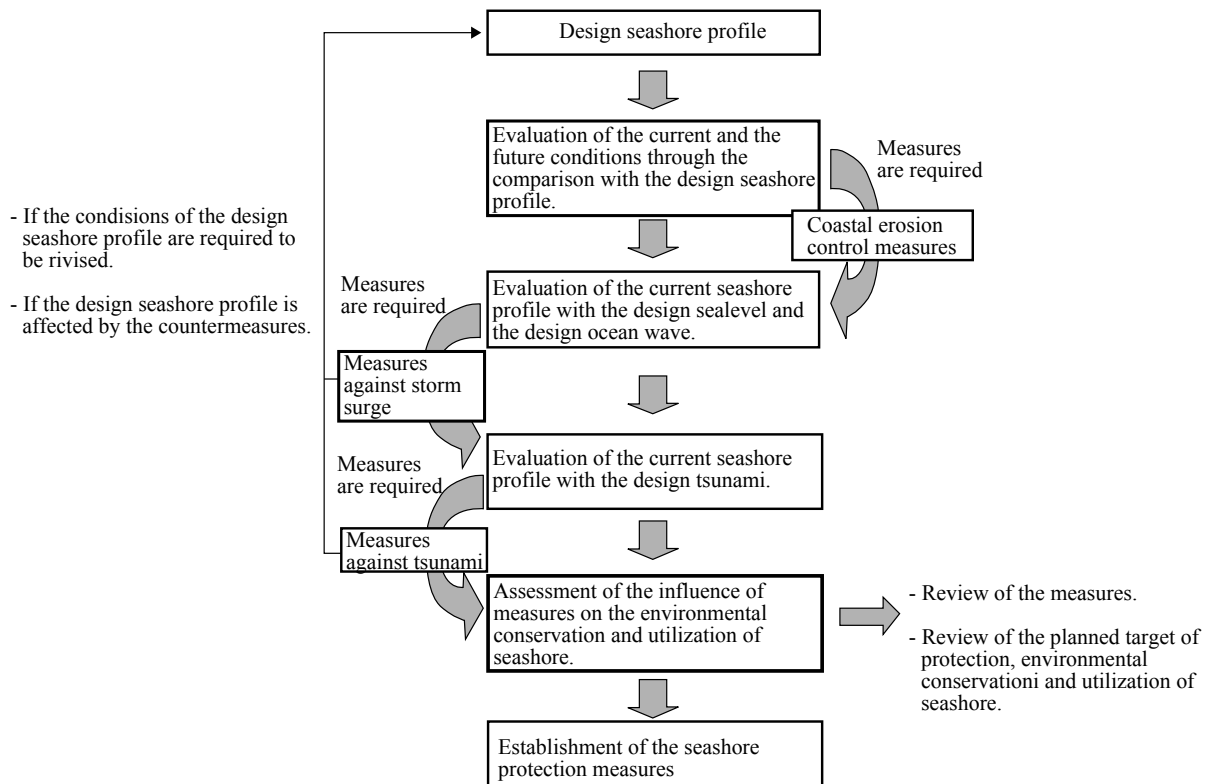 Design seashore profile
Evaluation of the current and the
future conditions through the
comparison with the design seashore
profile.
Measures
are required
Coastal erosion
control measures
- If the condisions of the design
seashore profile are required to
be rivised.
- If the design seashore profile is
affected by the countermeasures.
Measures
are required
Evaluation of the current seashore
profile with the design sealevel and
the design ocean wave.
Measures
against storm
surge
Measures
are required
Evaluation of the current seashore
profile with the design tsunami.
Measures
against tsunami
Assessment of the influence of
measures on the environmental
conservation and utilization of
seashore.
- Review of the measures.
- Review of the planned target of
protection, environmental
conservationi and utilization of
seashore.
Establishment of the seashore
protection measures